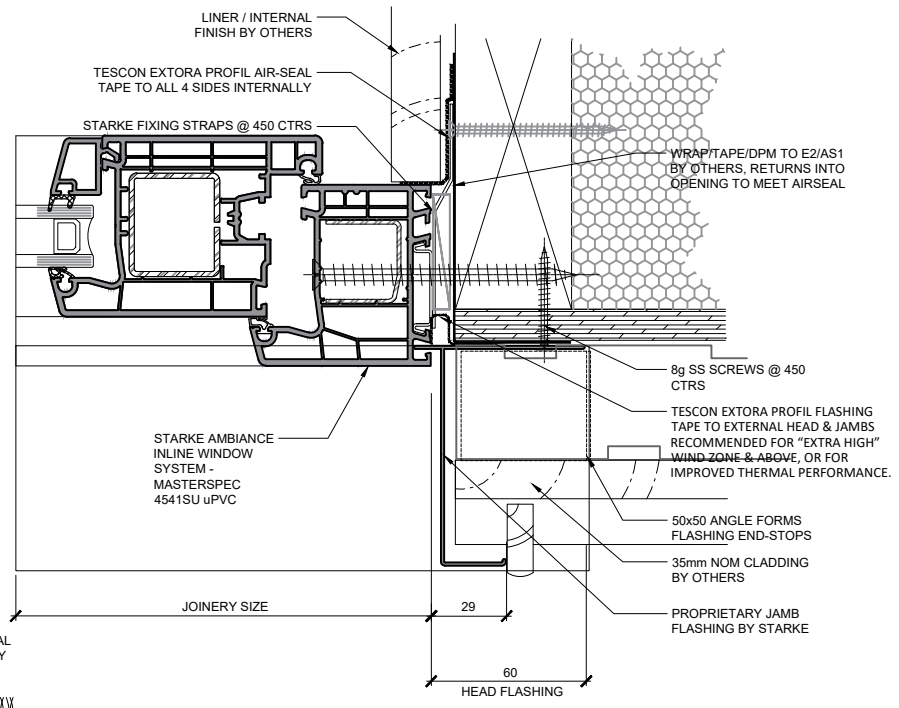 LINER / INTERNAL
FINISH BY OTHERS
TESCON EXTORA PROFIL AIR-SEAL
TAPE TO ALL 4 SIDES INTERNALLY
STARKE FIXING STRAPS @ 450 CTRS
WRAP/TAPE/DPM TO E2/AS1
BY OTHERS, RETURNS INTO
OPENING TO MEET AIRSEAL
8g SS SCREWS @ 450
CTRS
TESCON EXTORA PROFIL FLASHING
TAPE TO EXTERNAL HEAD & JAMBS
RECOMMENDED FOR “EXTRA HIGH”
WIND ZONE & ABOVE, OR FOR
IMPROVED THERMAL PERFORMANCE.
STARKE AMBIANCE
INLINE WINDOW
SYSTEM -
MASTERSPEC
4541SU uPVC
50x50 ANGLE FORMS
FLASHING END-STOPS
35mm NOM CLADDING
BY OTHERS
PROPRIETARY JAMB
FLASHING BY STARKE
JOINERY SIZE
29
60
HEAD FLASHING
AL
Y